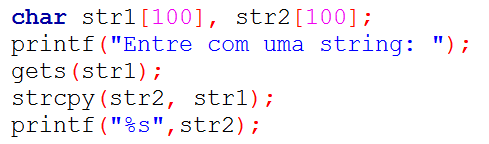 char str1[100], str2[100];
printf("Entre com uma string: ");
gets(str1);
strcpy(str2, str1);
printf("%s",str2);